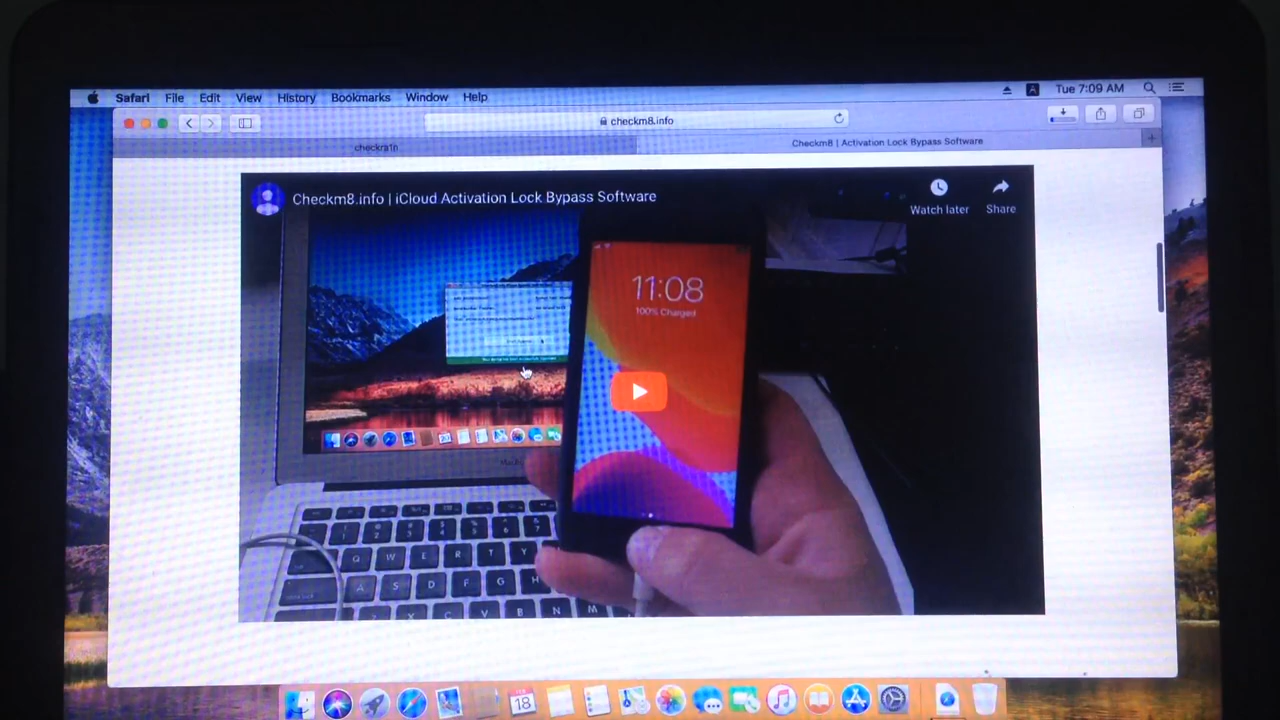 Safari File Edit View History Bookmarks Window Help
A Tue 7:09 AM
checkm8.info
checkra1n
Checkm8 | Activation Lock Bypass Software
Checkm8.info | iCloud Activation Lock Bypass Software
Watch later
Share
11:08
100% Charged
Q W E R T Y
A S D F G H
C V B N M
18